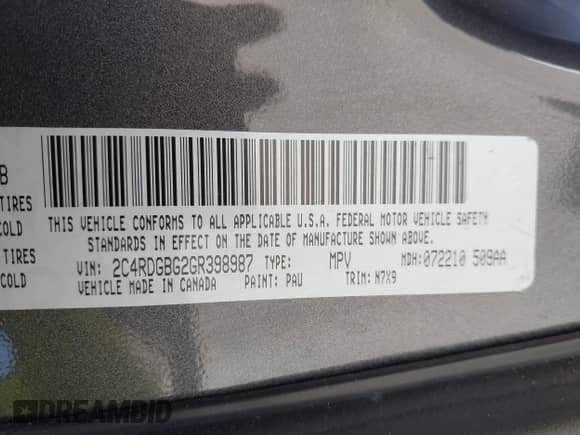 B
TIRES
COLD
TIRES
COLD
THIS VEHICLE CONFORMS TO ALL APPLICABLE U.S.A. FEDERAL MOTOR VEHICLE SAFETY
STANDARDS IN EFFECT ON THE DATE OF MANUFACTURE SHOWN ABOVE.
VIN: 2C4RDGBG2GR398987 TYPE: MPV MDH: 072210 509AA
VEHICLE MADE IN CANADA PAINT: PAU TRIM: N7X9
DREAMBID